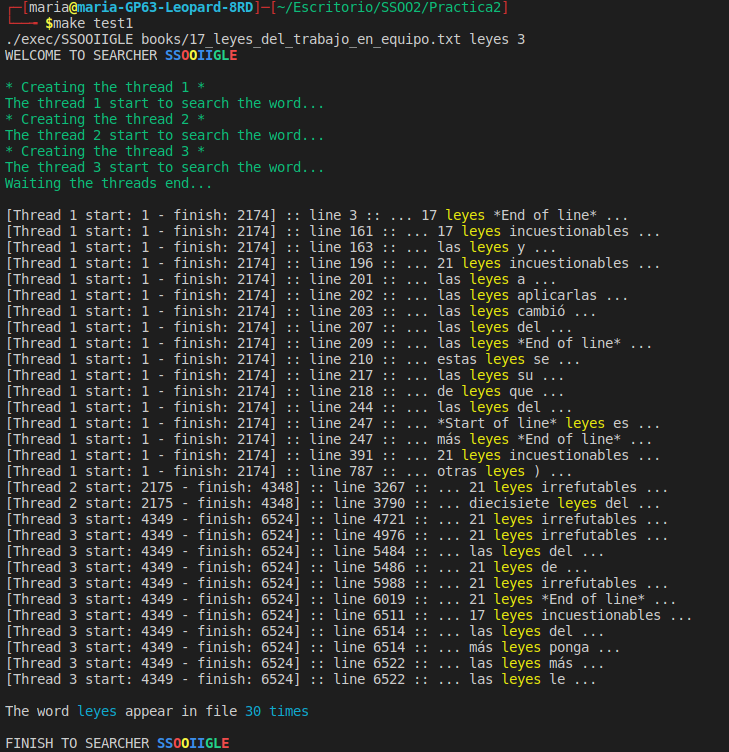 ┌─[maria@maria-GP63-Leopard-8RD]─[~/Escritorio/SSOO2/Practica2]
└──╼ $make test1
./exec/SSOOIIGLE books/17_leyes_del_trabajo_en_equipo.txt leyes 3
WELCOME TO SEARCHER SSOOIIGLE
* Creating the thread 1 *
The thread 1 start to search the word...
* Creating the thread 2 *
The thread 2 start to search the word...
* Creating the thread 3 *
The thread 3 start to search the word...
Waiting the threads end...
[Thread 1 start: 1 - finish: 2174] :: line 3 :: ... 17 leyes *End of line* ...
[Thread 1 start: 1 - finish: 2174] :: line 161 :: ... 17 leyes incuestionables ...
[Thread 1 start: 1 - finish: 2174] :: line 163 :: ... las leyes y ...
[Thread 1 start: 1 - finish: 2174] :: line 196 :: ... 21 leyes incuestionables ...
[Thread 1 start: 1 - finish: 2174] :: line 201 :: ... las leyes a ...
[Thread 1 start: 1 - finish: 2174] :: line 202 :: ... las leyes aplicarlas ...
[Thread 1 start: 1 - finish: 2174] :: line 203 :: ... las leyes cambió ...
[Thread 1 start: 1 - finish: 2174] :: line 207 :: ... las leyes del ...
[Thread 1 start: 1 - finish: 2174] :: line 209 :: ... las leyes *End of line* ...
[Thread 1 start: 1 - finish: 2174] :: line 210 :: ... estas leyes se ...
[Thread 1 start: 1 - finish: 2174] :: line 217 :: ... las leyes su ...
[Thread 1 start: 1 - finish: 2174] :: line 218 :: ... de leyes que ...
[Thread 1 start: 1 - finish: 2174] :: line 244 :: ... las leyes del ...
[Thread 1 start: 1 - finish: 2174] :: line 247 :: ... *Start of line* leyes es ...
[Thread 1 start: 1 - finish: 2174] :: line 247 :: ... más leyes *End of line* ...
[Thread 1 start: 1 - finish: 2174] :: line 391 :: ... 21 leyes incuestionables ...
[Thread 1 start: 1 - finish: 2174] :: line 787 :: ... otras leyes ) ...
[Thread 2 start: 2175 - finish: 4348] :: line 3267 :: ... 21 leyes irrefutables ...
[Thread 2 start: 2175 - finish: 4348] :: line 3790 :: ... diecisiete leyes del ...
[Thread 3 start: 4349 - finish: 6524] :: line 4721 :: ... 21 leyes irrefutables ...
[Thread 3 start: 4349 - finish: 6524] :: line 4976 :: ... 21 leyes irrefutables ...
[Thread 3 start: 4349 - finish: 6524] :: line 5484 :: ... las leyes del ...
[Thread 3 start: 4349 - finish: 6524] :: line 5486 :: ... 21 leyes de ...
[Thread 3 start: 4349 - finish: 6524] :: line 5988 :: ... 21 leyes irrefutables ...
[Thread 3 start: 4349 - finish: 6524] :: line 6019 :: ... 21 leyes *End of line* ...
[Thread 3 start: 4349 - finish: 6524] :: line 6511 :: ... 17 leyes incuestionables ...
[Thread 3 start: 4349 - finish: 6524] :: line 6514 :: ... las leyes del ...
[Thread 3 start: 4349 - finish: 6524] :: line 6514 :: ... más leyes ponga ...
[Thread 3 start: 4349 - finish: 6524] :: line 6522 :: ... las leyes más ...
[Thread 3 start: 4349 - finish: 6524] :: line 6522 :: ... las leyes le ...
The word leyes appear in file 30 times
FINISH TO SEARCHER SSOOIIGLE